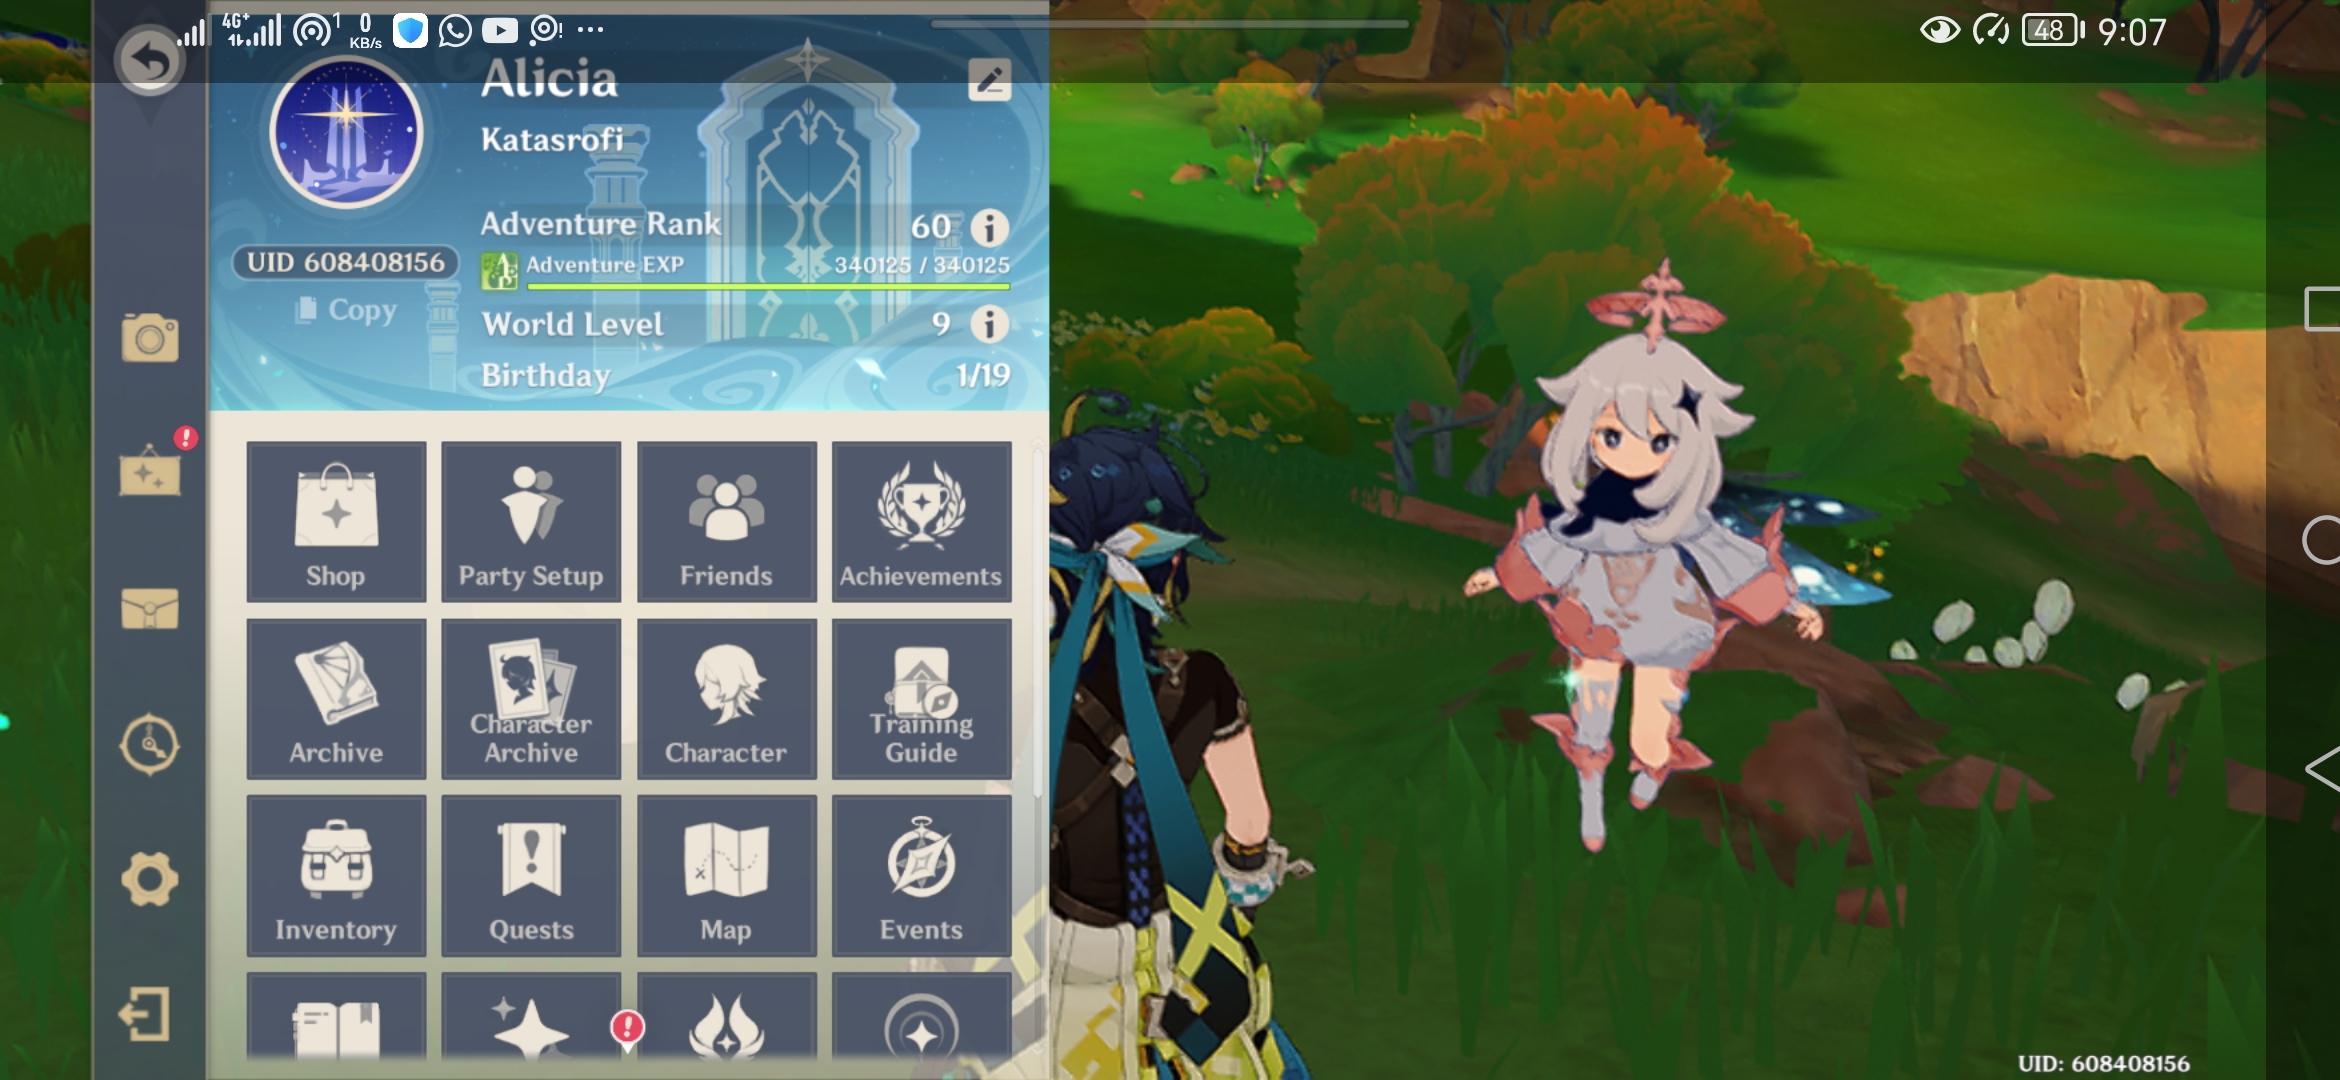 4G+
1
0
KB/s
48
9:07
Alicia
Katasrofi
Adventure Rank
60
UID 608408156
Adventure EXP
340125 / 340125
Copy
World Level
9
Birthday
1/19
Shop
Party Setup
Friends
Achievements
Archive
Character
Archive
Character
Training
Guide
Inventory
Quests
Map
Events
UID: 608408156